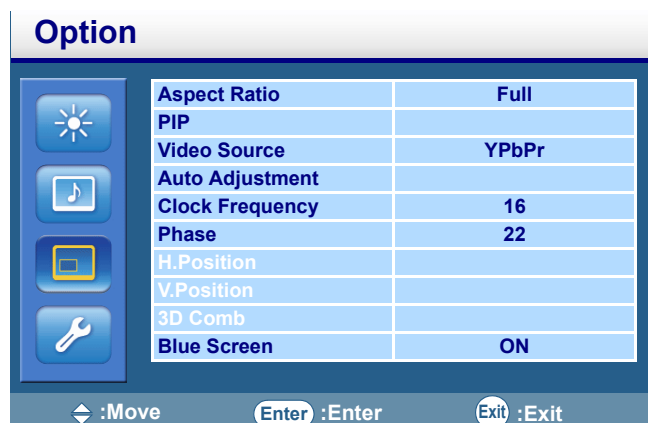 Option
Aspect Ratio Full
PIP
Video Source YPbPr
Auto Adjustment
Clock Frequency 16
Phase 22
H.Position
V.Position
3D Comb
Blue Screen ON
:Move Enter :Enter Exit :Exit